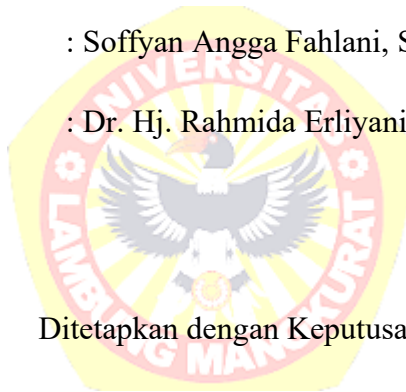 : Soffyan Angga Fahlani, S
: Dr. Hj. Rahmida Erliyani
UNIVERSITAS
LAMBUNG MANGKURAT
Ditetapkan dengan Keputusa